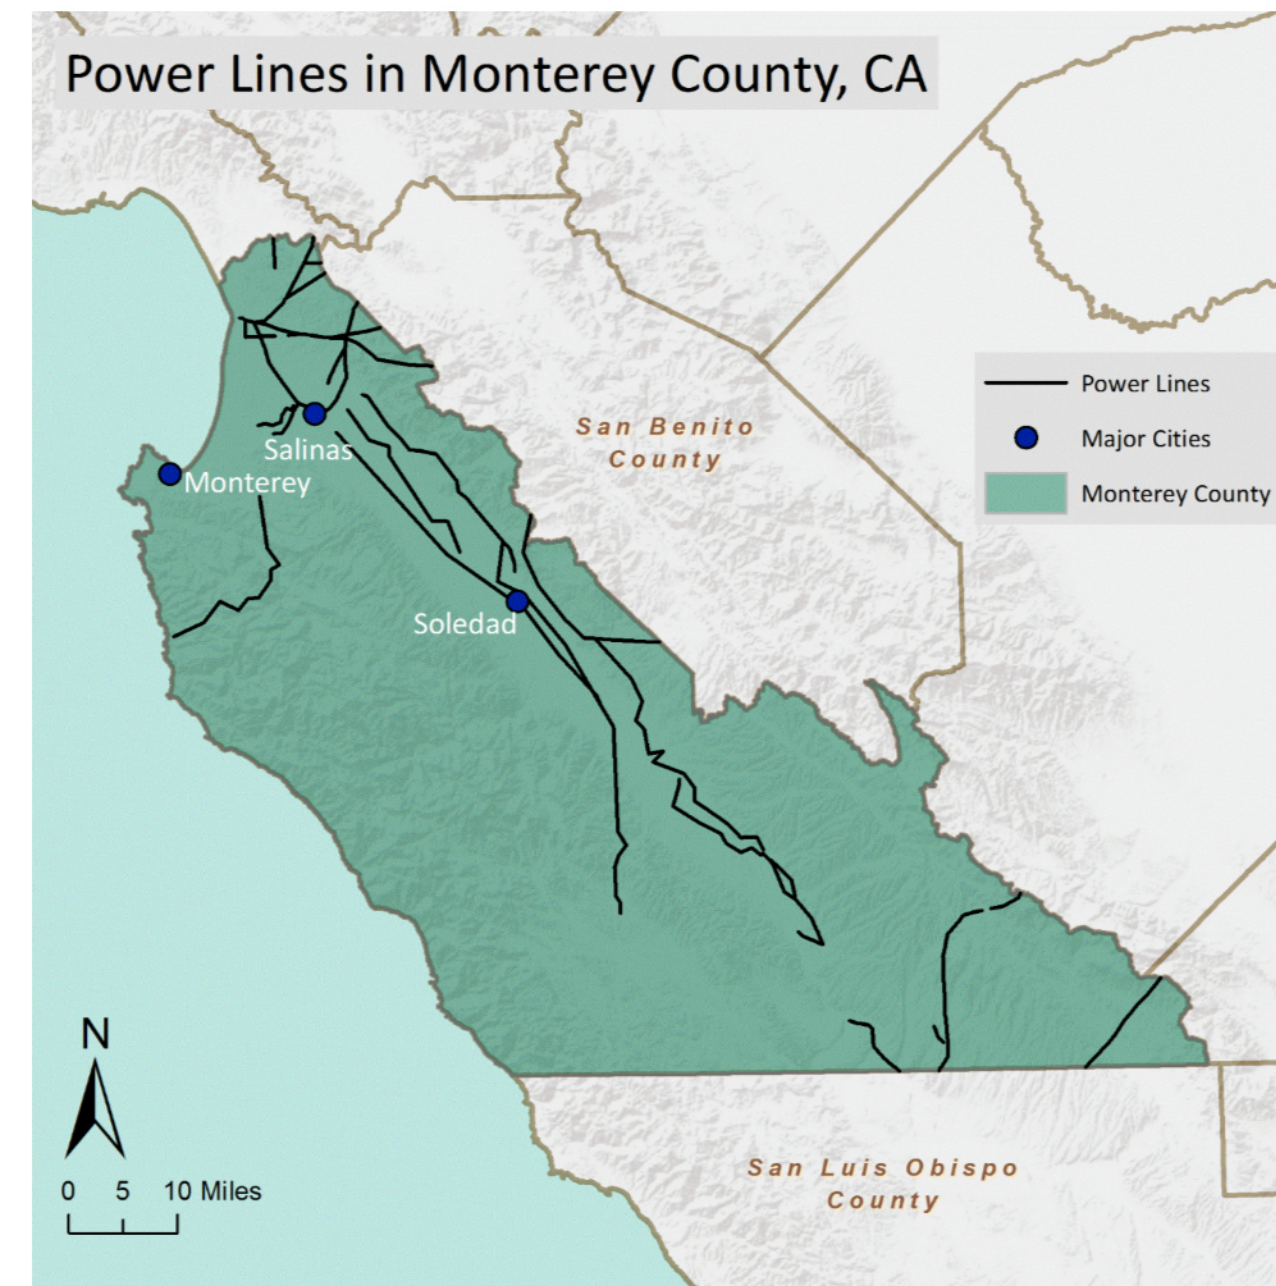 Power Lines in Monterey County, CA
San Benito
County
Power Lines
Major Cities
Monterey County
Salinas
Monterey
Soledad
N
0 5 10 Miles
San Luis Obispo
County